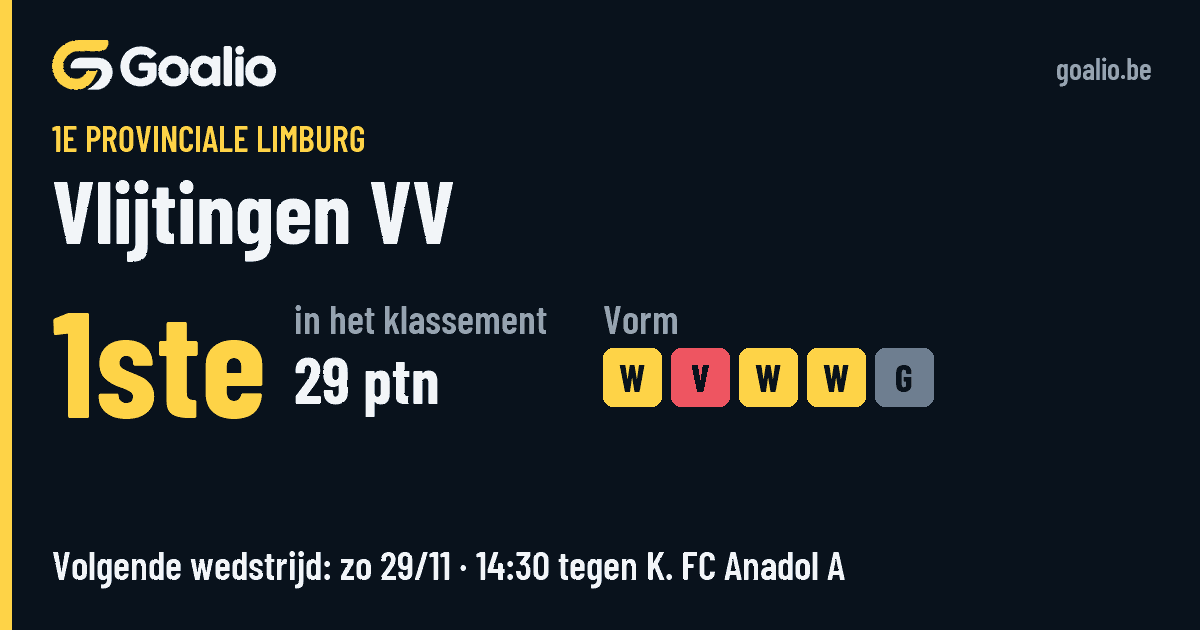 Goalio
goalio.be
1E PROVINCIALE LIMBURG
Vlijtingen VV
1ste
in het klassement
29 ptn
Vorm
W V W W G
Volgende wedstrijd: zo 29/11 · 14:30 tegen K. FC Anadol A